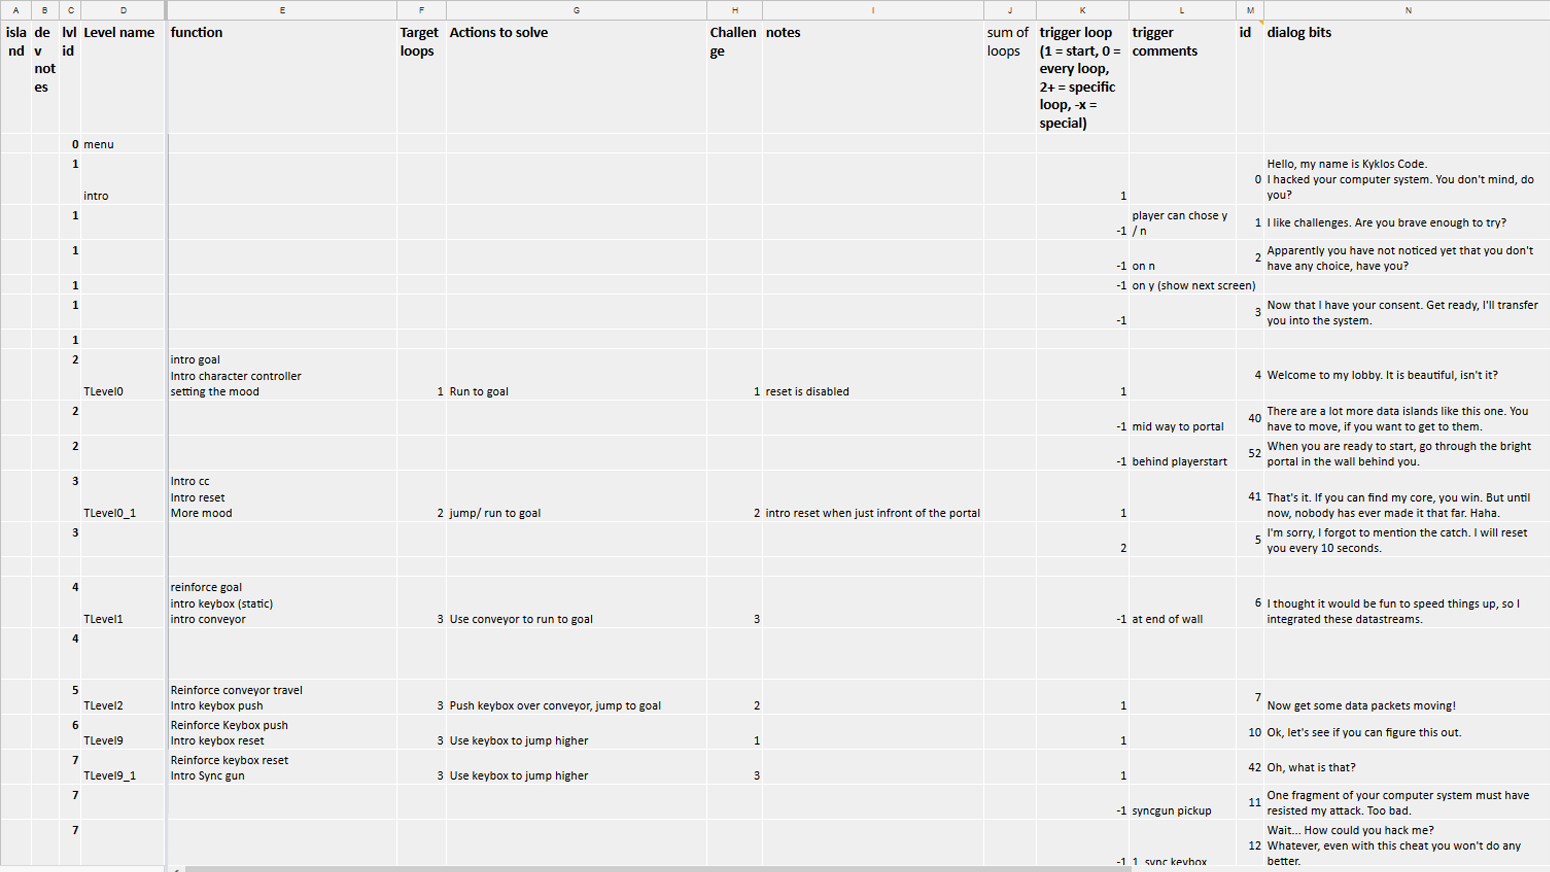 A B C D E F G H I J K L M N
isla de lvl Level name function Target Actions to solve Challen notes sum of trigger loop trigger id dialog bits
nd v id loops ge loops (1 = start, 0 = comments
not every loop,
es 2+ = specific
loop, -x =
special)
0 menu
1 Hello, my name is Kyklos Code.
0 I hacked your computer system. You don't mind, do
intro 1 you?
1 player can chose y 1 I like challenges. Are you brave enough to try?
-1 / n
1 2 Apparently you have not noticed yet that you don't
-1 on n have any choice, have you?
1 -1 on y (show next screen)
1 3 Now that I have your consent. Get ready, I'll transfer
-1 you into the system.
1
2 intro goal
Intro character controller 4 Welcome to my lobby. It is beautiful, isn't it?
TLevel0 setting the mood 1 Run to goal 1 reset is disabled 1
2 40 There are a lot more data islands like this one. You
-1 mid way to portal have to move, if you want to get to them.
2 52 When you are ready to start, go through the bright
-1 behind playerstart portal in the wall behind you.
3 Intro cc
Intro reset 41 That's it. If you can find my core, you win. But until
TLevel0_1 More mood 2 jump/ run to goal 2 intro reset when just infront of the portal 1 now, nobody has ever made it that far. Haha.
3 5 I'm sorry, I forgot to mention the catch. I will reset
2 you every 10 seconds.
4 reinforce goal
intro keybox (static) 6 I thought it would be fun to speed things up, so I
TLevel1 intro conveyor 3 Use conveyor to run to goal 3 -1 at end of wall integrated these datastreams.
4
5 Reinforce conveyor travel 7
TLevel2 Intro keybox push 3 Push keybox over conveyor, jump to goal 2 1 Now get some data packets moving!
6 Reinforce Keybox push 10 Ok, let's see if you can figure this out.
TLevel9 Intro keybox reset 3 Use keybox to jump higher 1 1
7 Reinforce keybox reset 42 Oh, what is that?
TLevel9_1 Intro Sync gun 3 Use keybox to jump higher 3 1
7 11 One fragment of your computer system must have
-1 syncgun pickup resisted my attack. Too bad.
7 Wait... How could you hack me?
12 Whatever, even with this cheat you won't do any
-1 1. sync keybox better.